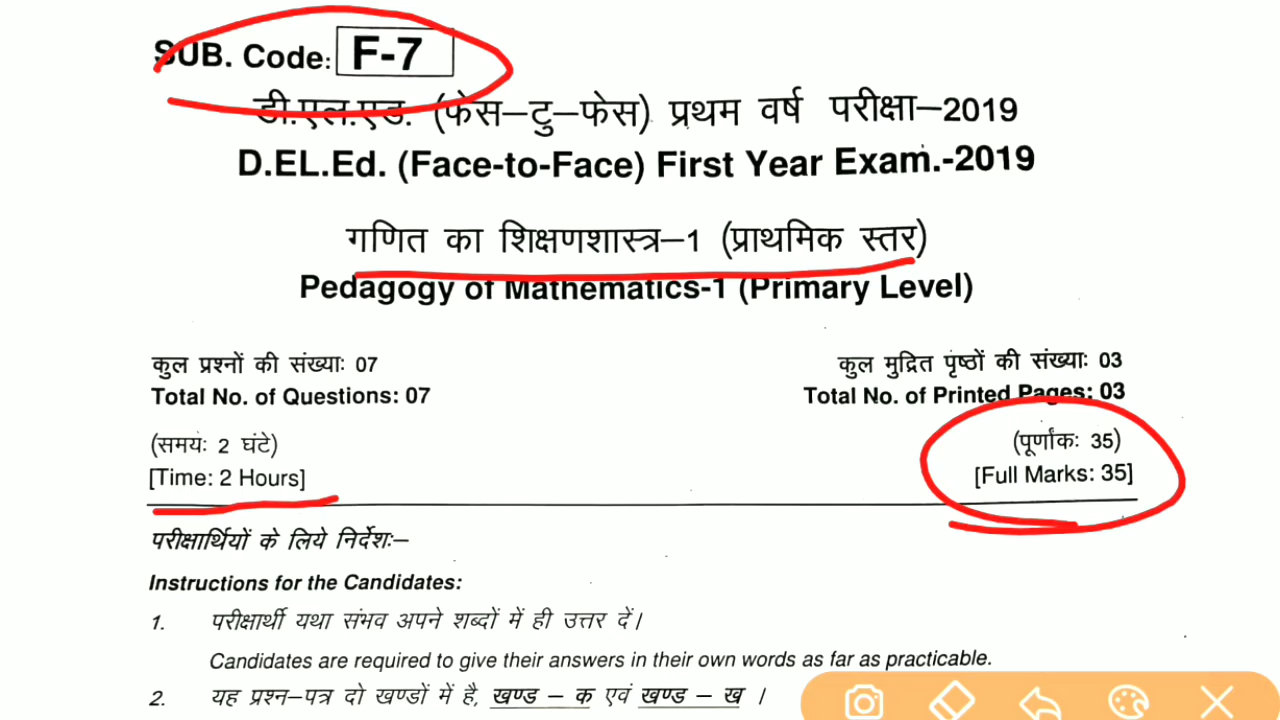 SUB. Code: F-7
डी.एल.एड. (फेस–टु–फेस) प्रथम वर्ष परीक्षा–2019
D.EL.Ed. (Face-to-Face) First Year Exam.-2019
गणित का शिक्षणशास्त्र–1 (प्राथमिक स्तर)
Pedagogy of Mathematics-1 (Primary Level)
कुल प्रश्नों की संख्याः 07 कुल मुद्रित पृष्ठों की संख्याः 03
Total No. of Questions: 07 Total No. of Printed Pages: 03
(समयः 2 घंटे) (पूर्णांकः 35)
[Time: 2 Hours] [Full Marks: 35]
परीक्षार्थियों के लिये निर्देशः–
Instructions for the Candidates:
1. परीक्षार्थी यथा संभव अपने शब्दों में ही उत्तर दें।
Candidates are required to give their answers in their own words as far as practicable.
2. यह प्रश्न–पत्र दो खण्डों में है, खण्ड – क एवं खण्ड – ख ।